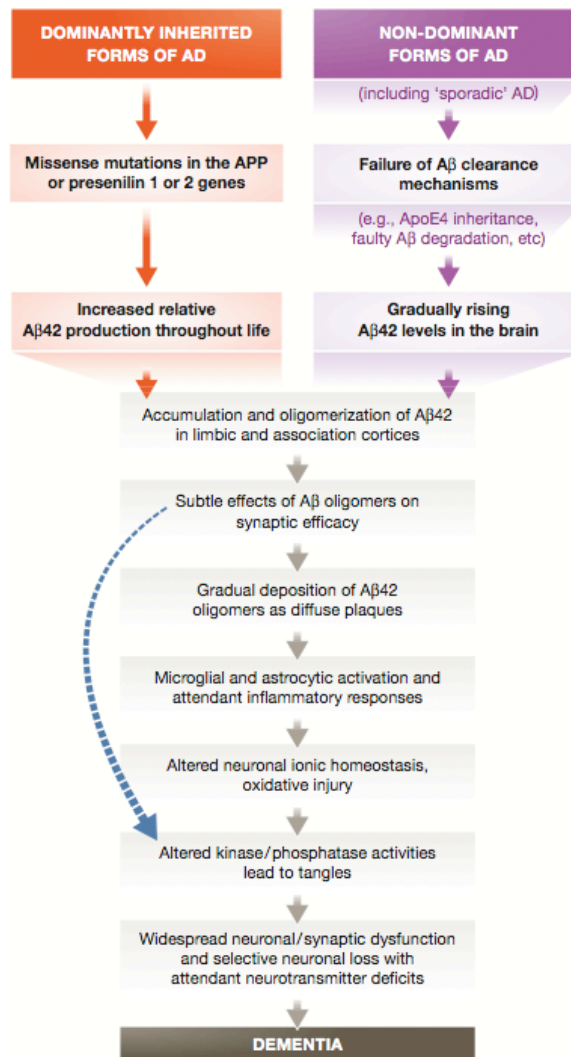 DOMINANTLY INHERITED
FORMS OF AD
NON-DOMINANT
FORMS OF AD
(including ‘sporadic’ AD)
Missense mutations in the APP
or presenilin 1 or 2 genes
Failure of Aβ clearance
mechanisms
(e.g., ApoE4 inheritance,
faulty Aβ degradation, etc)
Increased relative
Aβ42 production throughout life
Gradually rising
Aβ42 levels in the brain
Accumulation and oligomerization of Aβ42
in limbic and association cortices
Subtle effects of Aβ oligomers on
synaptic efficacy
Gradual deposition of Aβ42
oligomers as diffuse plaques
Microglial and astrocytic activation and
attendant inflammatory responses
Altered neuronal ionic homeostasis,
oxidative injury
Altered kinase/phosphatase activities
lead to tangles
Widespread neuronal/synaptic dysfunction
and selective neuronal loss with
attendant neurotransmitter deficits
DEMENTIA